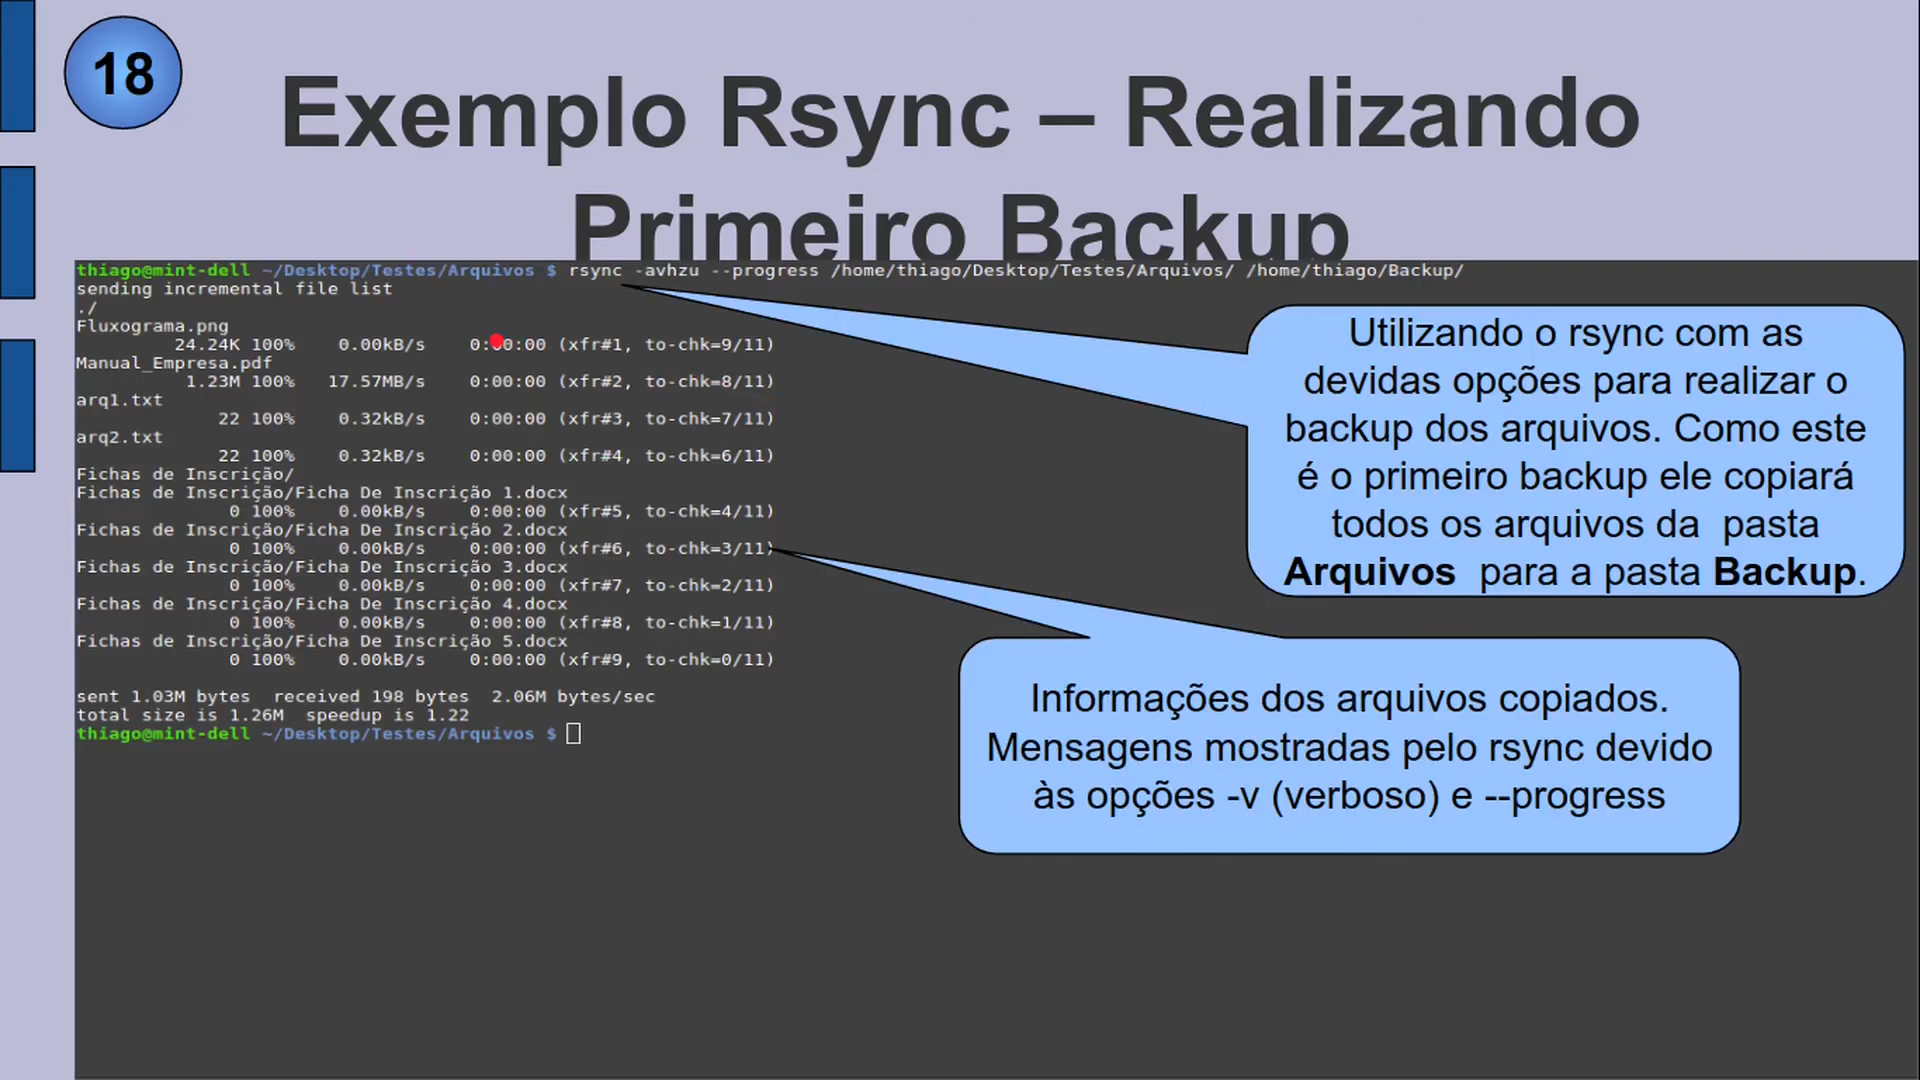 18
Exemplo Rsync – Realizando
Primeiro Backup
thiago@mint-dell ~/Desktop/Testes/Arquivos $ rsync -avhzu --progress /home/thiago/Desktop/Testes/Arquivos/ /home/thiago/Backup/
sending incremental file list
./
Fluxograma.png
24.24K 100% 0.00kB/s 0:00:00 (xfr#1, to-chk=9/11)
Manual_Empresa.pdf
1.23M 100% 17.57MB/s 0:00:00 (xfr#2, to-chk=8/11)
arq1.txt
22 100% 0.32kB/s 0:00:00 (xfr#3, to-chk=7/11)
arq2.txt
22 100% 0.32kB/s 0:00:00 (xfr#4, to-chk=6/11)
Fichas de Inscrição/
Fichas de Inscrição/Ficha De Inscrição 1.docx
0 100% 0.00kB/s 0:00:00 (xfr#5, to-chk=4/11)
Fichas de Inscrição/Ficha De Inscrição 2.docx
0 100% 0.00kB/s 0:00:00 (xfr#6, to-chk=3/11)
Fichas de Inscrição/Ficha De Inscrição 3.docx
0 100% 0.00kB/s 0:00:00 (xfr#7, to-chk=2/11)
Fichas de Inscrição/Ficha De Inscrição 4.docx
0 100% 0.00kB/s 0:00:00 (xfr#8, to-chk=1/11)
Fichas de Inscrição/Ficha De Inscrição 5.docx
0 100% 0.00kB/s 0:00:00 (xfr#9, to-chk=0/11)
sent 1.03M bytes received 198 bytes 2.06M bytes/sec
total size is 1.26M speedup is 1.22
thiago@mint-dell ~/Desktop/Testes/Arquivos $
Utilizando o rsync com as
devidas opções para realizar o
backup dos arquivos. Como este
é o primeiro backup ele copiará
todos os arquivos da pasta
Arquivos para a pasta Backup.
Informações dos arquivos copiados.
Mensagens mostradas pelo rsync devido
às opções -v (verboso) e --progress